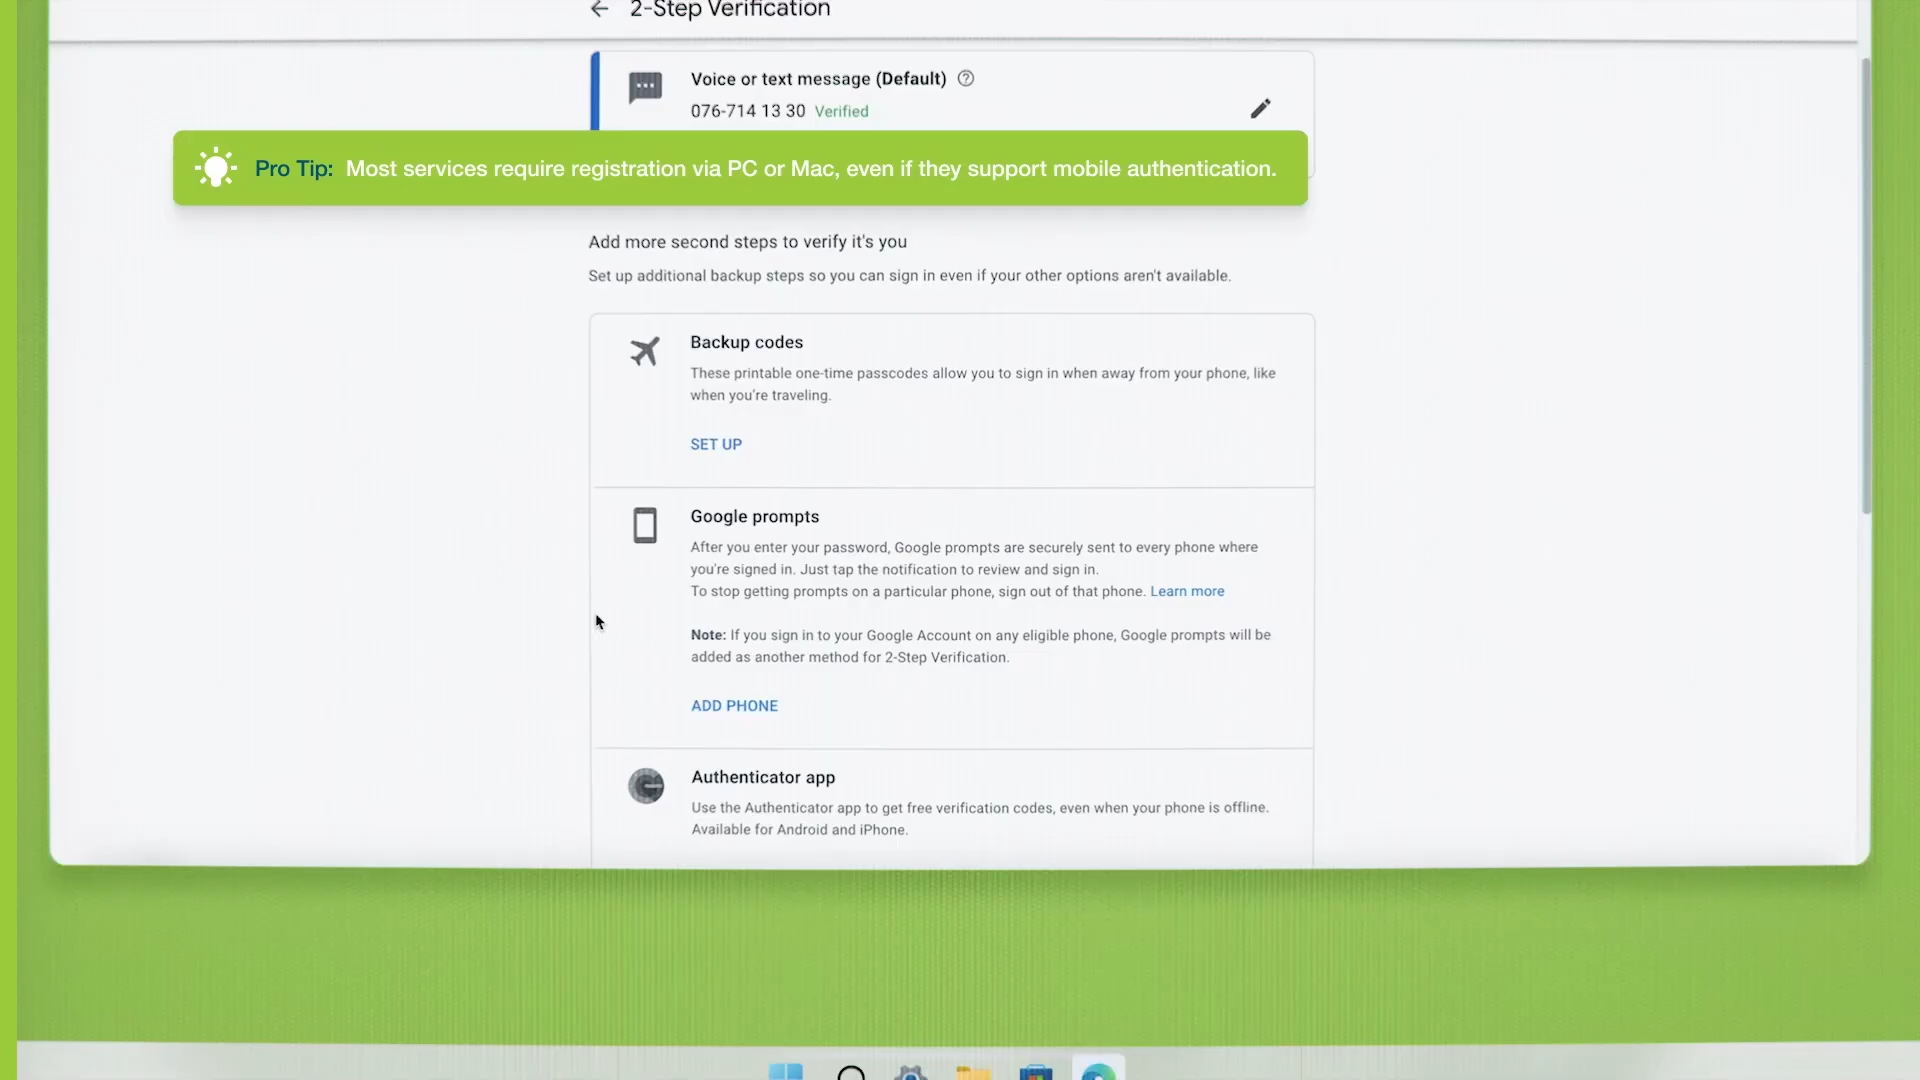 2-Step Verification
Voice or text message (Default)
076-714 13 30 Verified
Pro Tip: Most services require registration via PC or Mac, even if they support mobile authentication.
Add more second steps to verify it's you
Set up additional backup steps so you can sign in even if your other options aren't available.
Backup codes
These printable one-time passcodes allow you to sign in when away from your phone, like
when you're traveling.
SET UP
Google prompts
After you enter your password, Google prompts are securely sent to every phone where
you're signed in. Just tap the notification to review and sign in.
To stop getting prompts on a particular phone, sign out of that phone. Learn more
Note: If you sign in to your Google Account on any eligible phone, Google prompts will be
added as another method for 2-Step Verification.
ADD PHONE
Authenticator app
Use the Authenticator app to get free verification codes, even when your phone is offline.
Available for Android and iPhone.